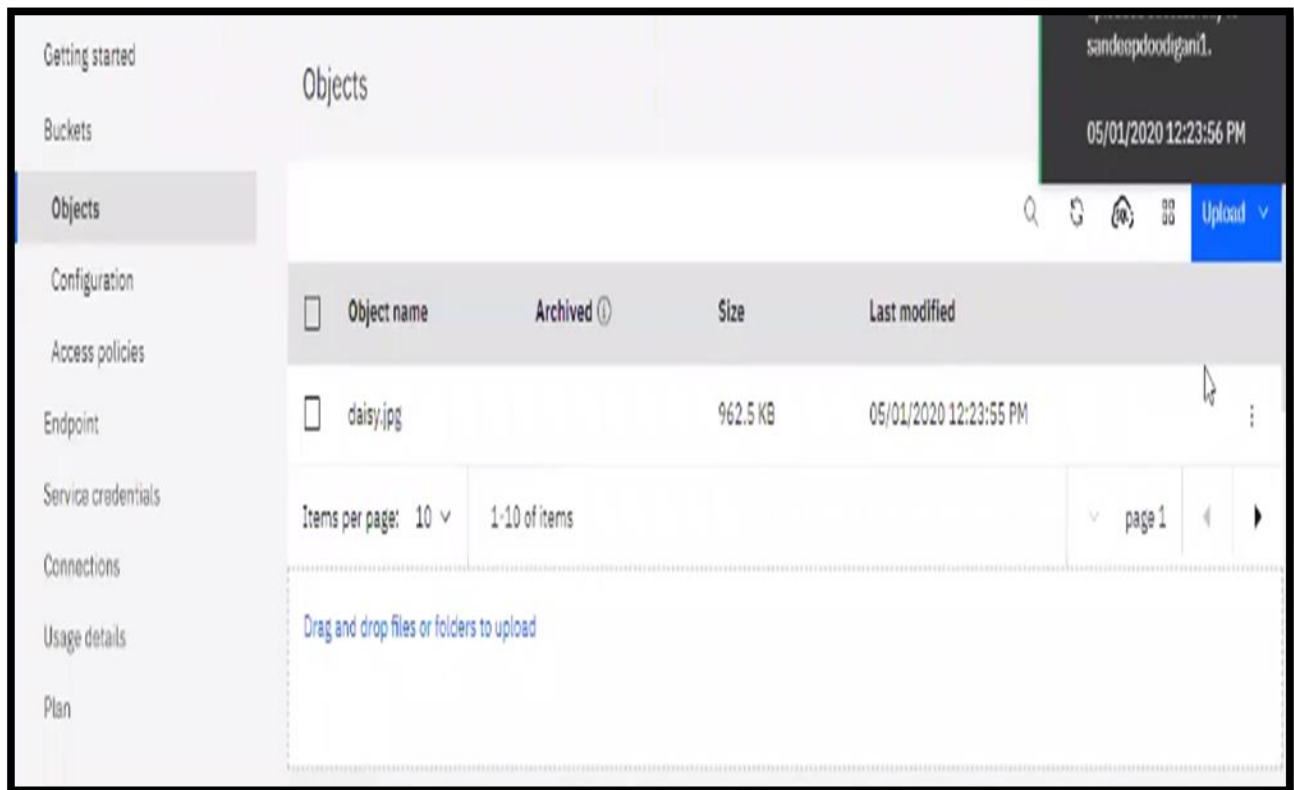 Getting started
Buckets
Objects
Configuration
Access policies
Endpoint
Service credentials
Connections
Usage details
Plan
Objects
sandeepdoodigani1.
05/01/2020 12:23:56 PM
SQL
Upload
Object name Archived Size Last modified
daisy.jpg 962.5 KB 05/01/2020 12:23:55 PM
Items per page: 10 1-10 of items page 1
Drag and drop files or folders to upload